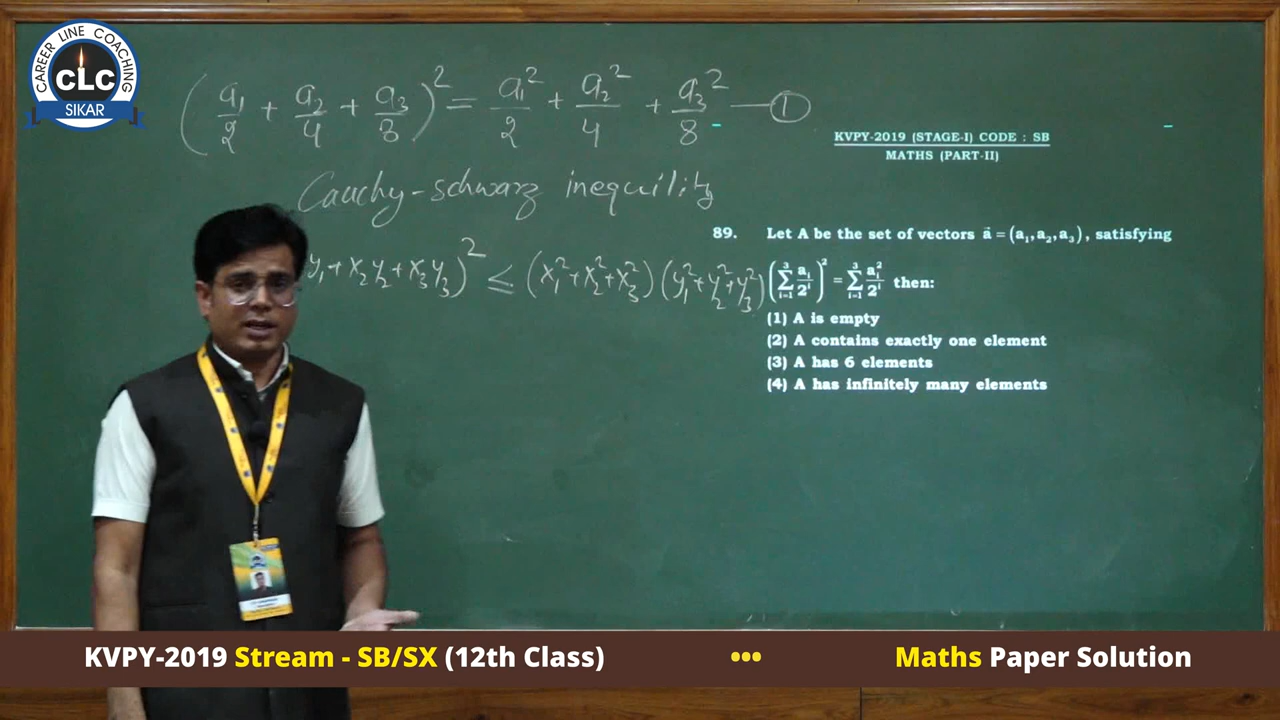 CAREER LINE COACHING
CLC
SIKAR
(a₁/2 + a₂/4 + a₃/8)² = a₁²/2 + a₂²/4 + a₃²/8 — ①
Cauchy-schwarz inequility
y₁ + x₂y₂ + x₃y₃)² ≤ (x₁² + x₂² + x₃²) (y₁² + y₂² + y₃²)
KVPY-2019 (STAGE-I) CODE : SB
MATHS (PART-II)
89. Let A be the set of vectors a⃗ = (a₁,a₂,a₃), satisfying
(∑ᵢ₌₁³ aᵢ/2ⁱ)² = ∑ᵢ₌₁³ aᵢ²/2ⁱ then:
(1) A is empty
(2) A contains exactly one element
(3) A has 6 elements
(4) A has infinitely many elements
KVPY-2019 Stream - SB/SX (12th Class) ••• Maths Paper Solution